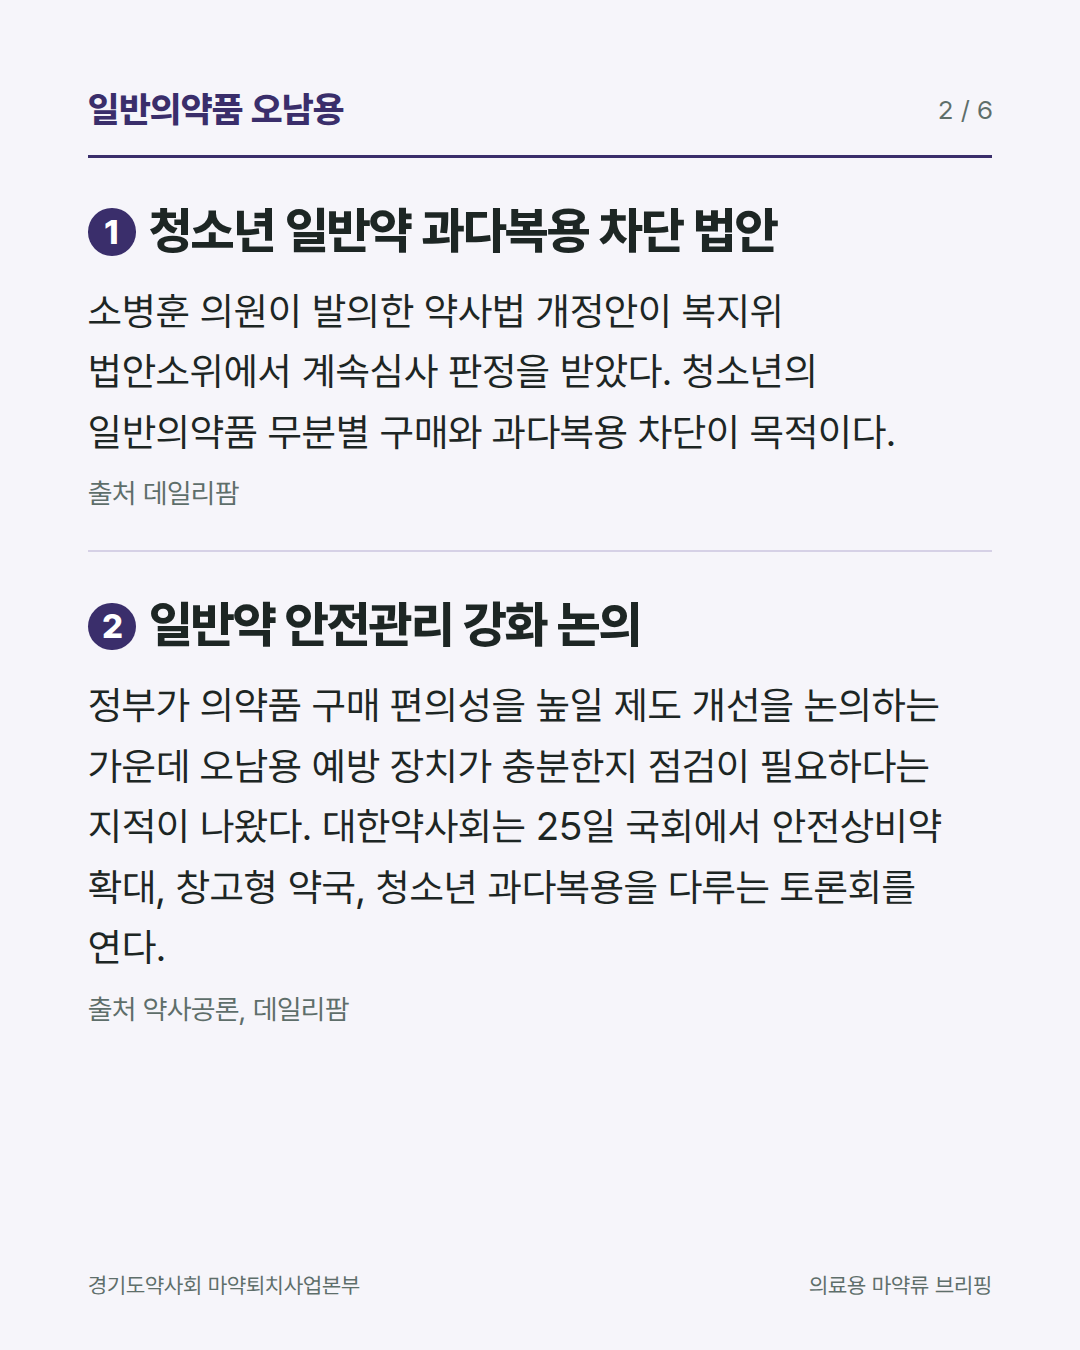 일반의약품 오남용
2 / 6
1 청소년 일반약 과다복용 차단 법안
소병훈 의원이 발의한 약사법 개정안이 복지위
법안소위에서 계속심사 판정을 받았다. 청소년의
일반의약품 무분별 구매와 과다복용 차단이 목적이다.
출처 데일리팜
2 일반약 안전관리 강화 논의
정부가 의약품 구매 편의성을 높일 제도 개선을 논의하는
가운데 오남용 예방 장치가 충분한지 점검이 필요하다는
지적이 나왔다. 대한약사회는 25일 국회에서 안전상비약
확대, 창고형 약국, 청소년 과다복용을 다루는 토론회를
연다.
출처 약사공론, 데일리팜
경기도약사회 마약퇴치사업본부
의료용 마약류 브리핑